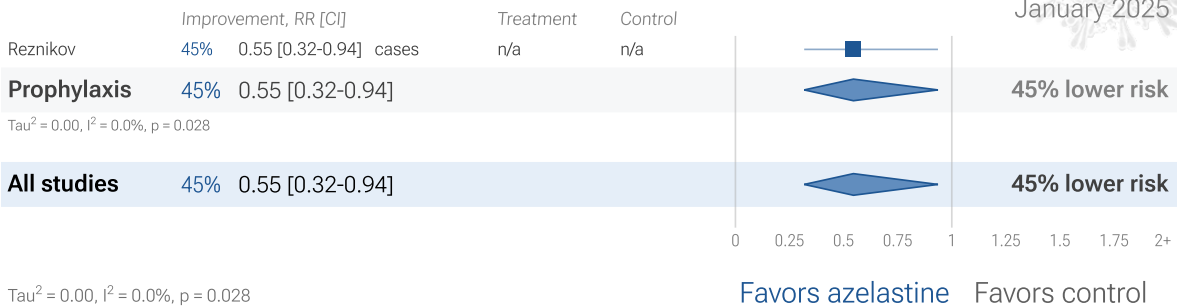 January 2025
Improvement, RR [CI] Treatment Control
Reznikov 45% 0.55 [0.32-0.94] cases n/a n/a
Prophylaxis 45% 0.55 [0.32-0.94] 45% lower risk
Tau² = 0.00, I² = 0.0%, p = 0.028
All studies 45% 0.55 [0.32-0.94] 45% lower risk
0 0.25 0.5 0.75 1 1.25 1.5 1.75 2+
Tau² = 0.00, I² = 0.0%, p = 0.028 Favors azelastine Favors control